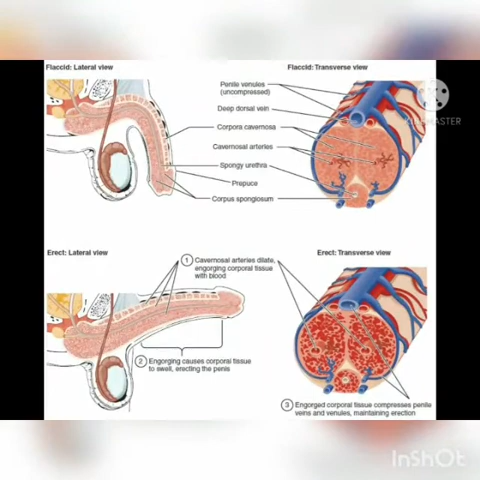 Flaccid: Lateral view
Flaccid: Transverse view
Penile venules
(uncompressed)
Deep dorsal vein
Corpora cavernosa
Cavernosal arteries
Spongy urethra
Prepuce
Corpus spongiosum
Erect: Lateral view
Erect: Transverse view
1 Cavernosal arteries dilate,
engorging corporal tissue
with blood
2 Engorging causes corporal tissue
to swell, erecting the penis
3 Engorged corporal tissue compresses penile
veins and venules, maintaining erection
InShOt